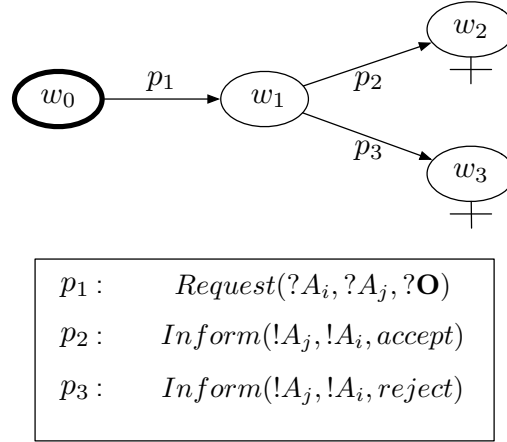 w₂
p₁
p₂
w₀
w₁
p₃
w₃
p₁ : Request(?Aᵢ, ?Aⱼ, ?O)
p₂ : Inform(!Aⱼ, !Aᵢ, accept)
p₃ : Inform(!Aⱼ, !Aᵢ, reject)